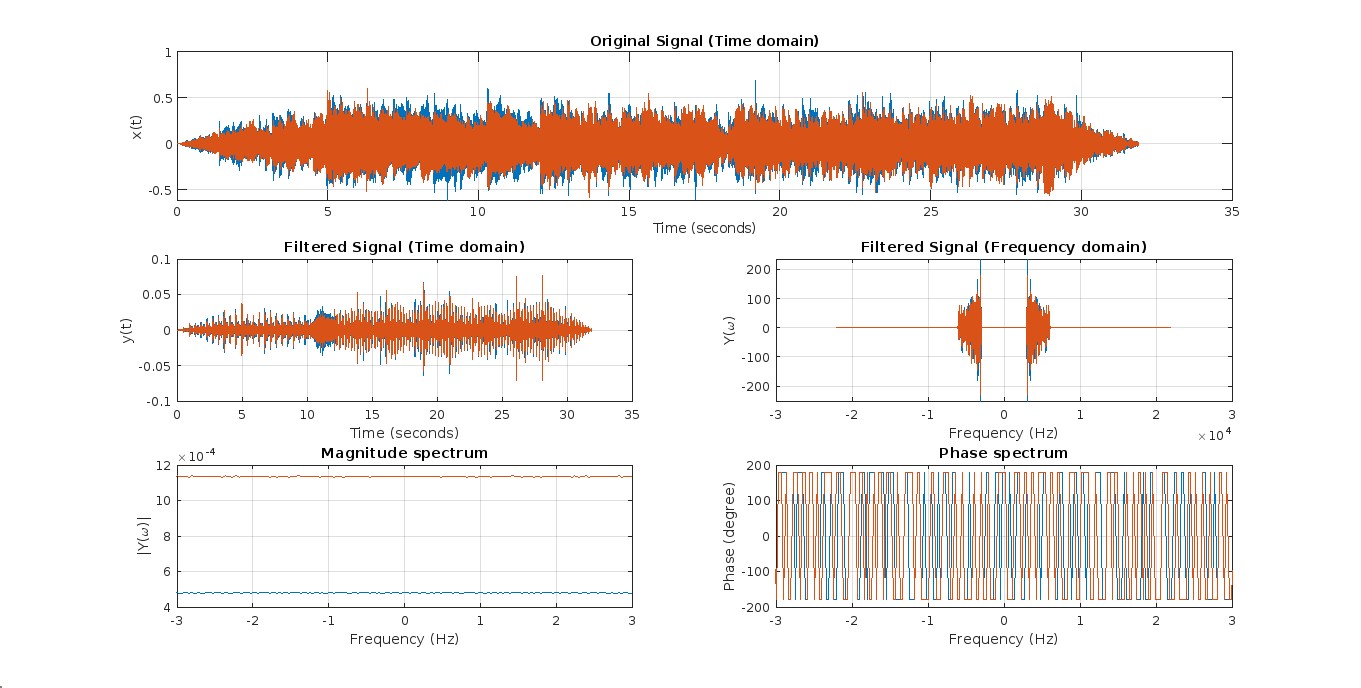 Original Signal (Time domain)
1
0.5
0
-0.5
x(t)
0 5 10 15 20 25 30 35
Time (seconds)
Filtered Signal (Time domain)
0.1
0.05
0
-0.05
-0.1
y(t)
0 5 10 15 20 25 30 35
Time (seconds)
Filtered Signal (Frequency domain)
200
100
0
-100
-200
Y(ω)
-3 -2 -1 0 1 2 3
Frequency (Hz)
×10⁴
Magnitude spectrum
×10⁻⁴
12
10
8
6
4
|Y(ω)|
-3 -2 -1 0 1 2 3
Frequency (Hz)
Phase spectrum
200
100
0
-100
-200
Phase (degree)
-3 -2 -1 0 1 2 3
Frequency (Hz)